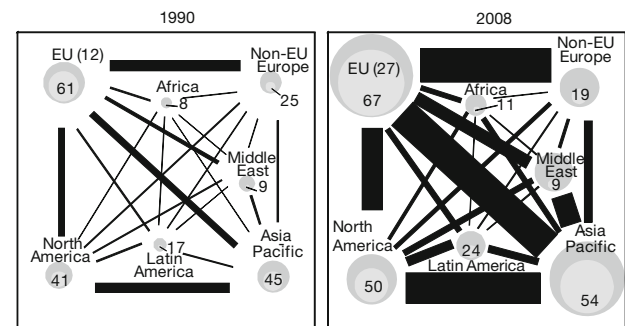 1990
EU (12)
61
Non-EU
Europe
25
Africa
8
Middle
East
9
North
America
41
17
Latin
America
Asia
Pacific
45
2008
EU (27)
67
Non-EU
Europe
19
Africa
11
Middle
East
9
North
America
50
24
Latin America
Asia
Pacific
54